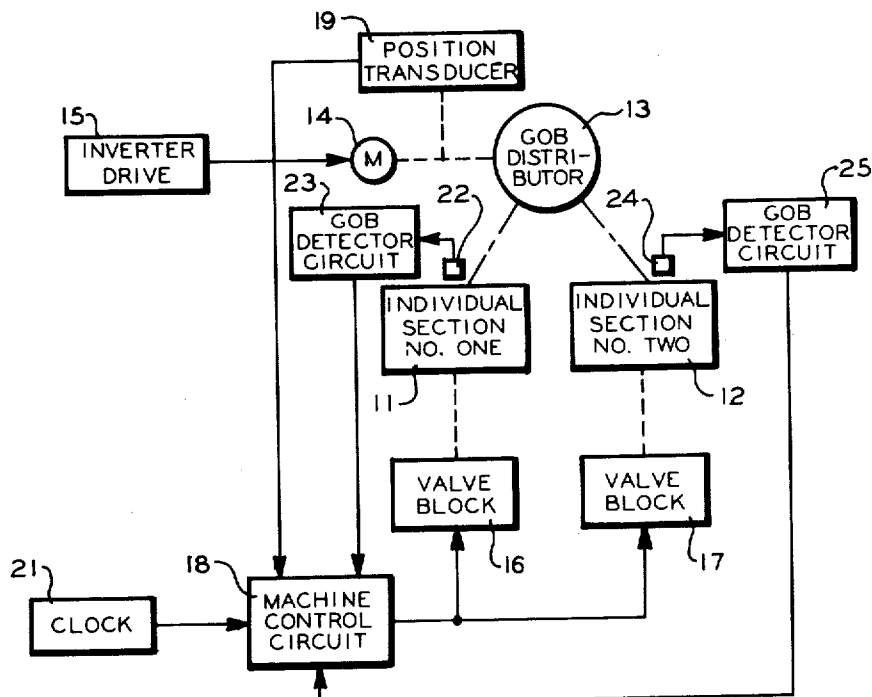 19
POSITION
TRANSDUCER
15
INVERTER
DRIVE
14
M
13
GOB
DISTRI-
BUTOR
23
GOB
DETECTOR
CIRCUIT
22
24
25
GOB
DETECTOR
CIRCUIT
INDIVIDUAL
SECTION
NO. ONE
11
INDIVIDUAL
SECTION
NO. TWO
12
VALVE
BLOCK
16
VALVE
BLOCK
17
21
CLOCK
18
MACHINE
CONTROL
CIRCUIT